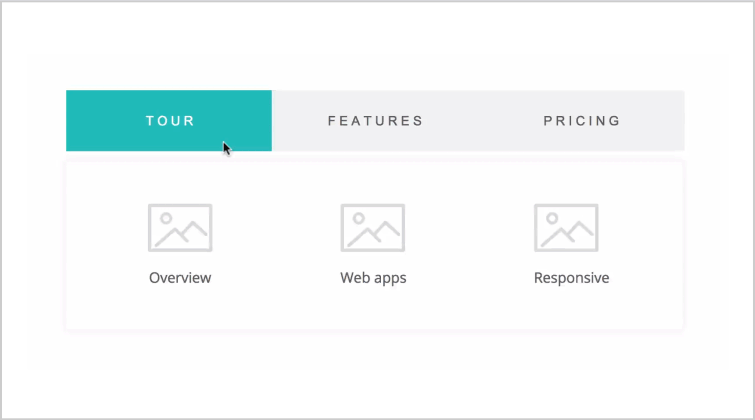 TOUR FEATURES PRICING
Overview Web apps Responsive